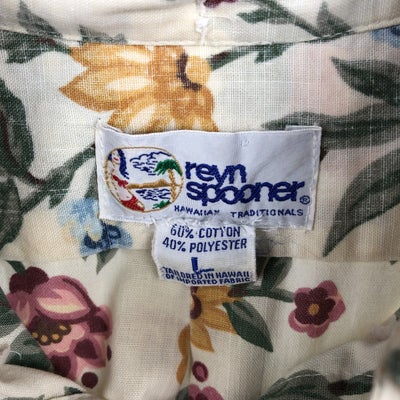 reyn
spooner®
HAWAIIAN TRADITIONALS
60% COTTON
40% POLYESTER
L
TAILORED IN HAWAII
OF IMPORTED FABRIC